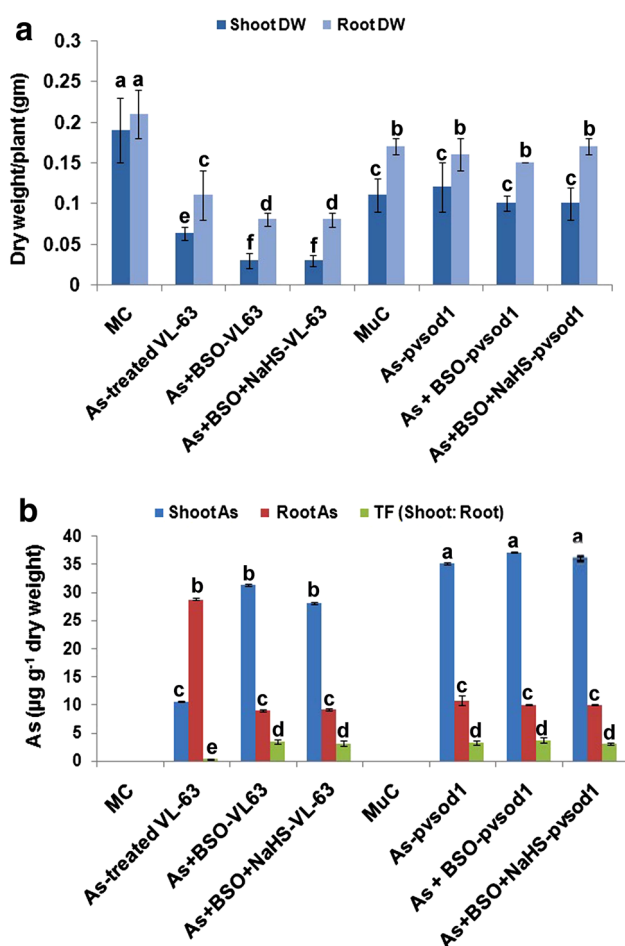 a
Shoot DW Root DW
Dry weight/plant (gm)
0.3
0.25
0.2
0.15
0.1
0.05
0
a a
e c
f d
f d
c b
c b
c b
c b
MC
As-treated VL-63
As+BSO-VL63
As+BSO+NaHS-VL-63
MuC
As-pvsod1
As + BSO-pvsod1
As+BSO+NaHS-pvsod1
b
Shoot As Root As TF (Shoot: Root)
As (µg g-1 dry weight)
40
35
30
25
20
15
10
5
0
c b e
b c d
b c d
a c d
a c d
a c d
MC
As-treated VL-63
As+BSO-VL63
As+BSO+NaHS-VL-63
MuC
As-pvsod1
As + BSO-pvsod1
As+BSO+NaHS-pvsod1